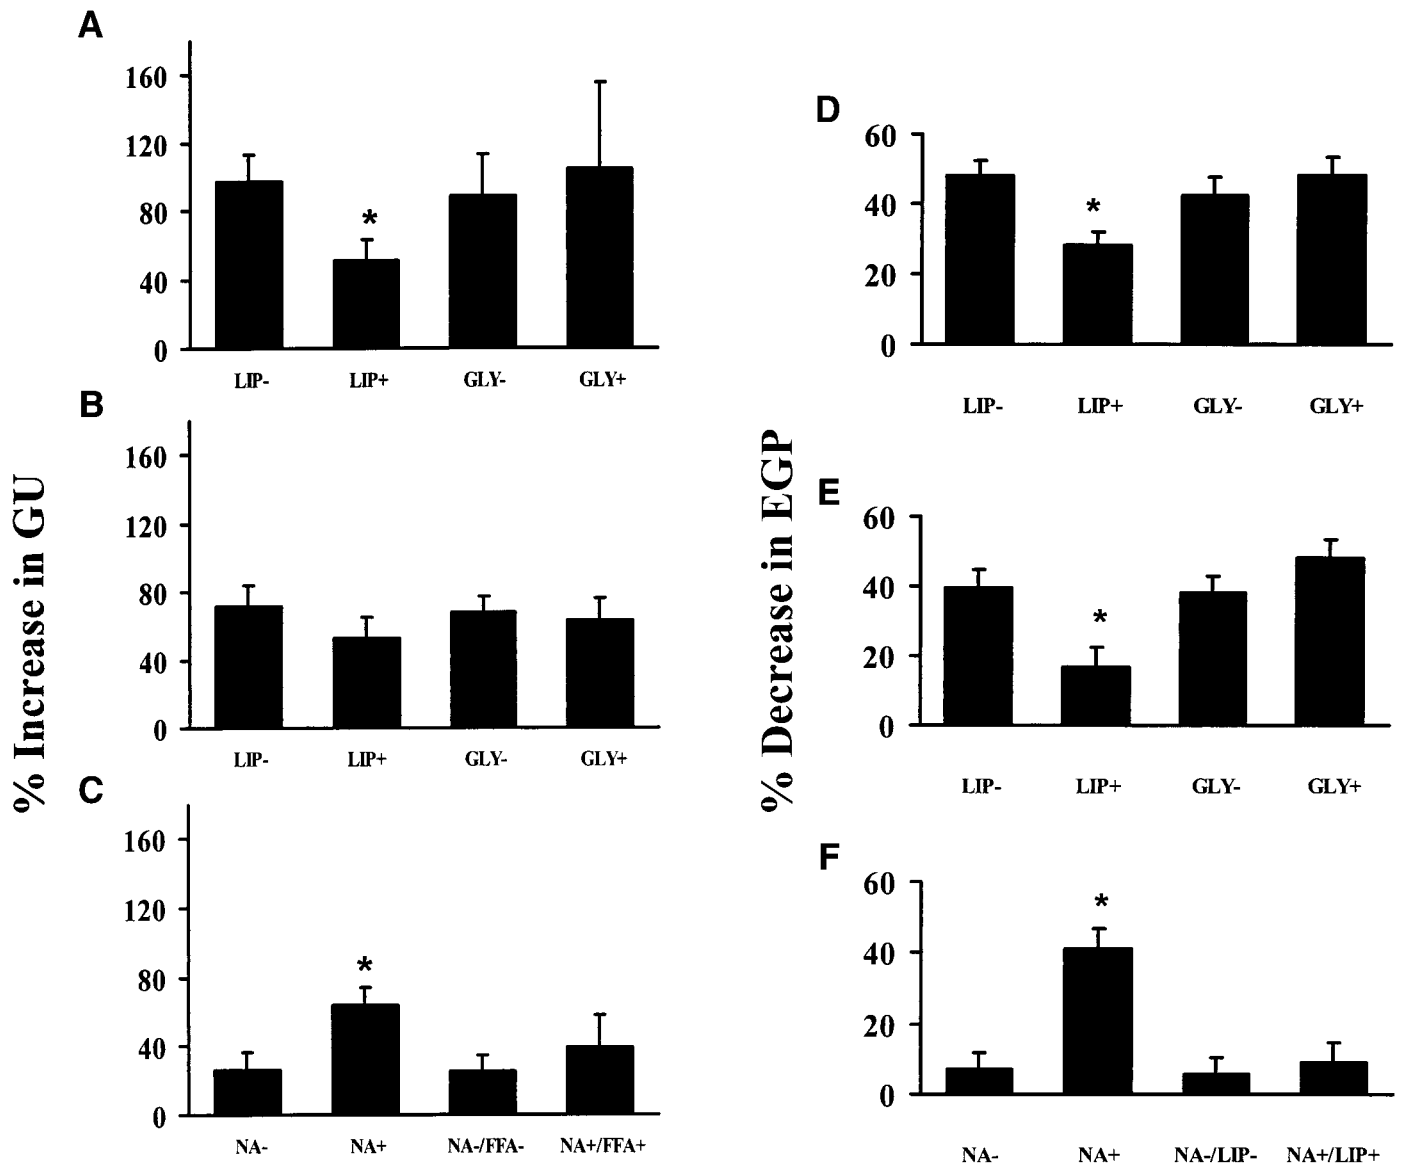 % Increase in GU
A
160
120
80
40
0
*
LIP- LIP+ GLY- GLY+
B
160
120
80
40
0
LIP- LIP+ GLY- GLY+
C
160
120
80
40
0
*
NA- NA+ NA-/FFA- NA+/FFA+
% Decrease in EGP
D
60
40
20
0
*
LIP- LIP+ GLY- GLY+
E
60
40
20
0
*
LIP- LIP+ GLY- GLY+
F
60
40
20
0
*
NA- NA+ NA-/LIP- NA+/LIP+